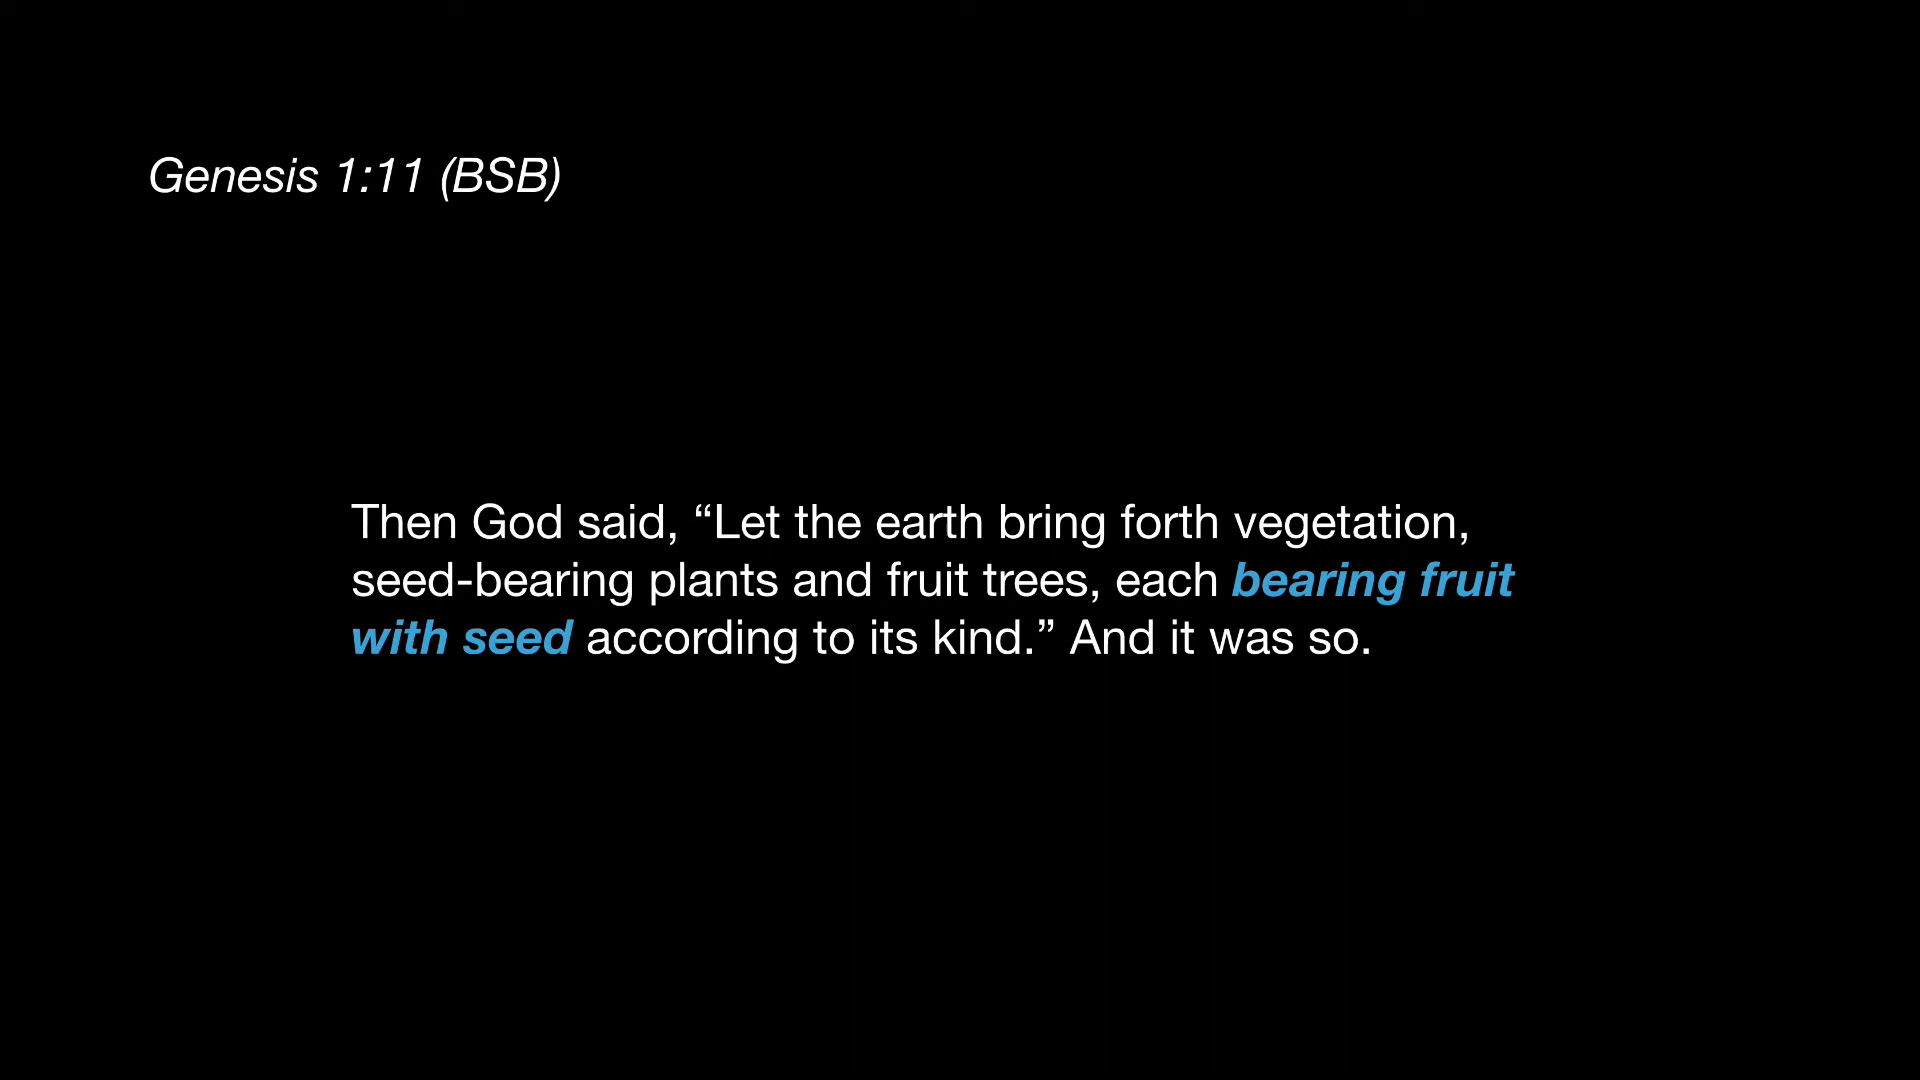 Genesis 1:11 (BSB)
Then God said, “Let the earth bring forth vegetation,
seed-bearing plants and fruit trees, each bearing fruit
with seed according to its kind.” And it was so.